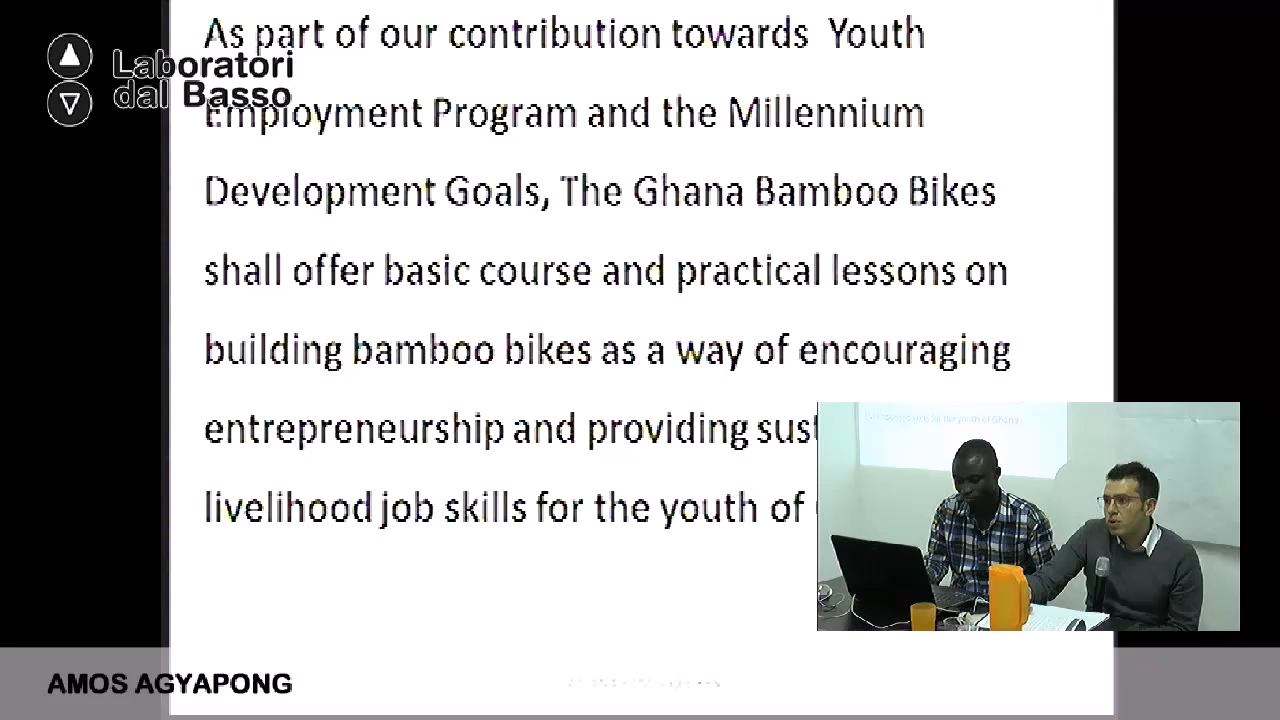 As part of our contribution towards Youth
Laboratori
dal Basso
Employment Program and the Millennium
Development Goals, The Ghana Bamboo Bikes
shall offer basic course and practical lessons on
building bamboo bikes as a way of encouraging
entrepreneurship and providing
livelihood job skills for the youth of
AMOS AGYAPONG